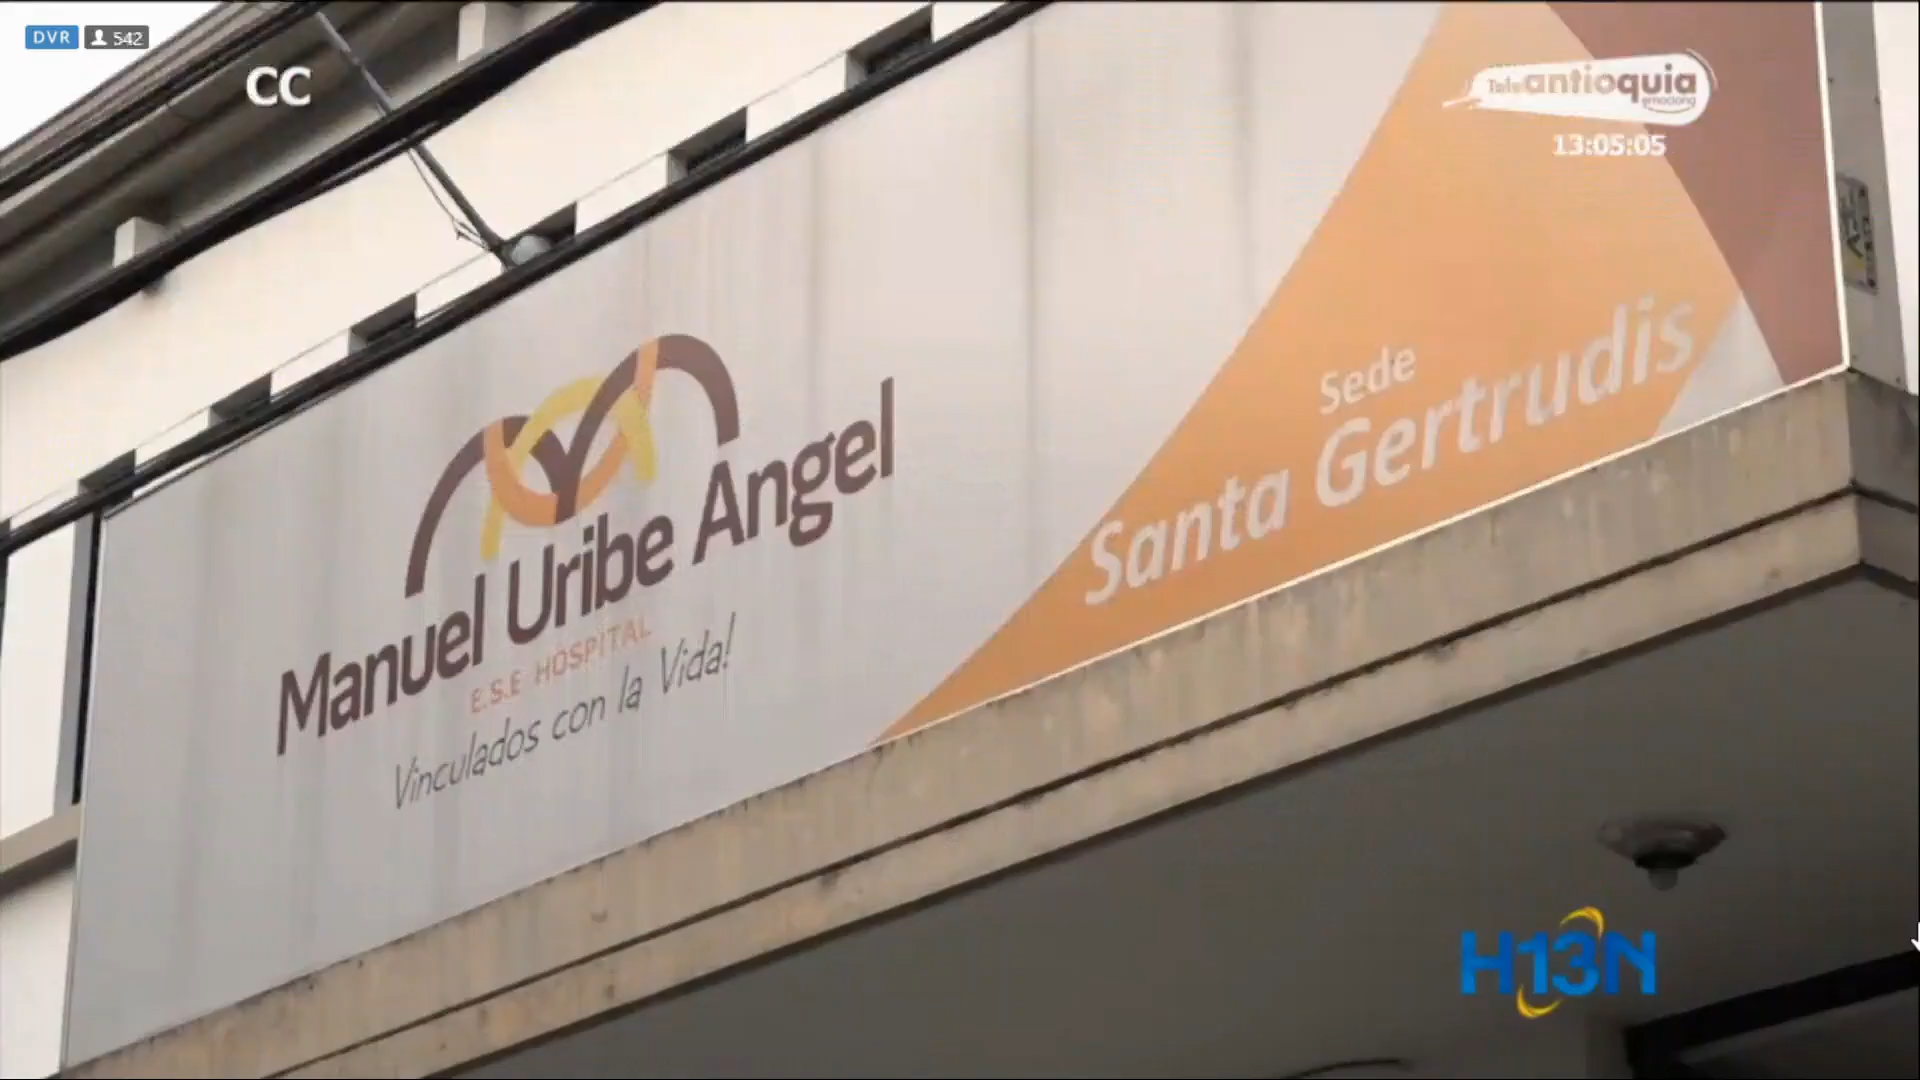 DVR 542
CC
Teleantioquia
emociona
13:05:05
Manuel Uribe Angel
E.S.E HOSPITAL
Vinculados con la Vida!
Sede
Santa Gertrudis
H13N